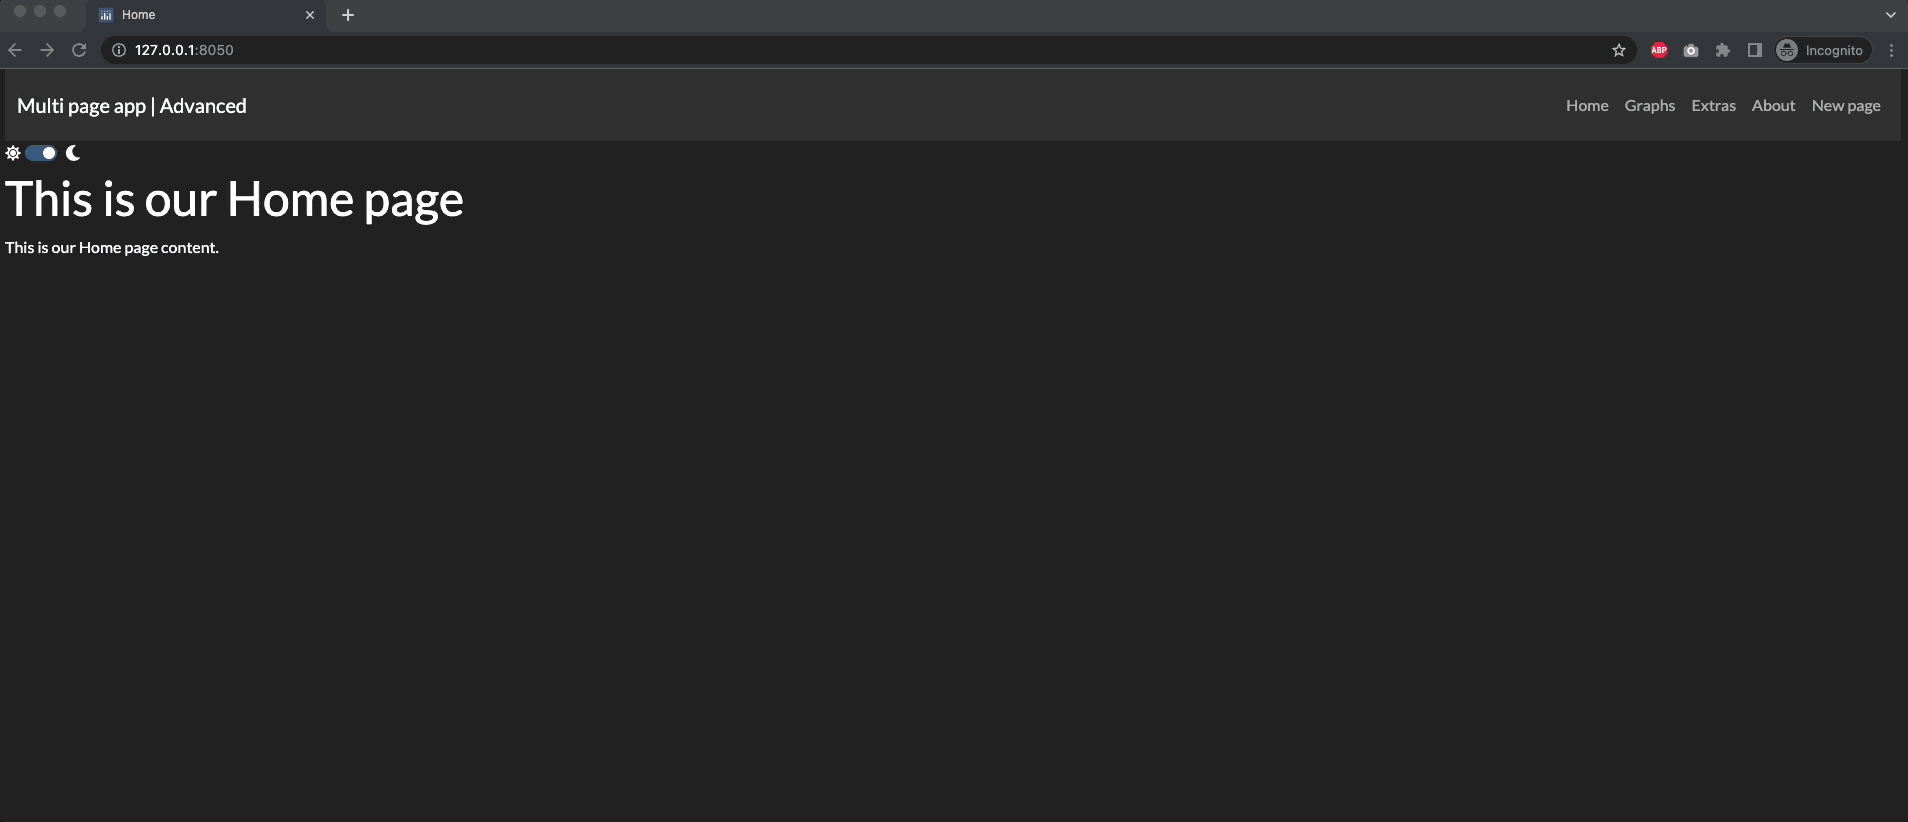 Home
127.0.0.1:8050
ABP
Incognito
Multi page app | Advanced
Home Graphs Extras About New page
This is our Home page
This is our Home page content.